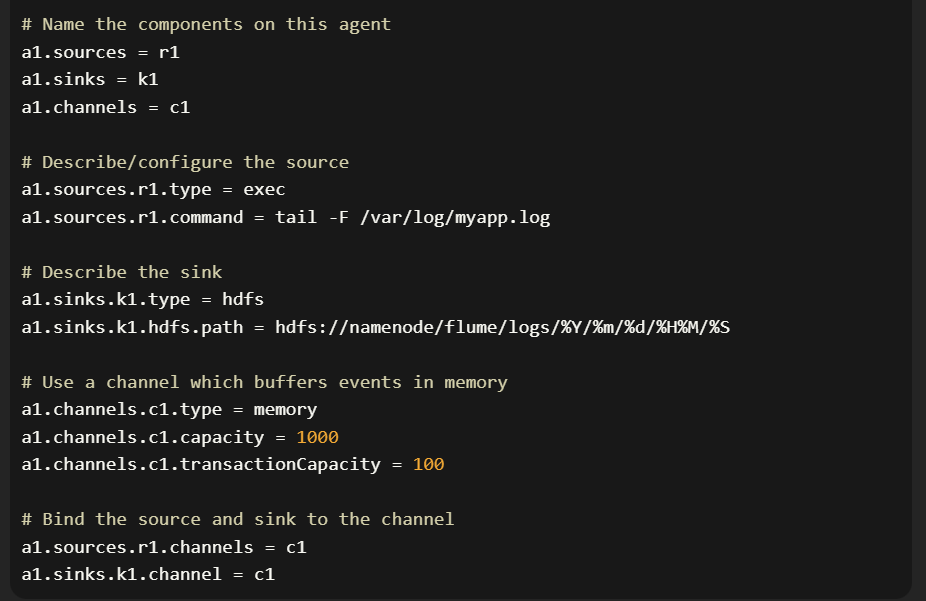 # Name the components on this agent
a1.sources = r1
a1.sinks = k1
a1.channels = c1
# Describe/configure the source
a1.sources.r1.type = exec
a1.sources.r1.command = tail -F /var/log/myapp.log
# Describe the sink
a1.sinks.k1.type = hdfs
a1.sinks.k1.hdfs.path = hdfs://namenode/flume/logs/%Y/%m/%d/%H%M/%S
# Use a channel which buffers events in memory
a1.channels.c1.type = memory
a1.channels.c1.capacity = 1000
a1.channels.c1.transactionCapacity = 100
# Bind the source and sink to the channel
a1.sources.r1.channels = c1
a1.sinks.k1.channel = c1